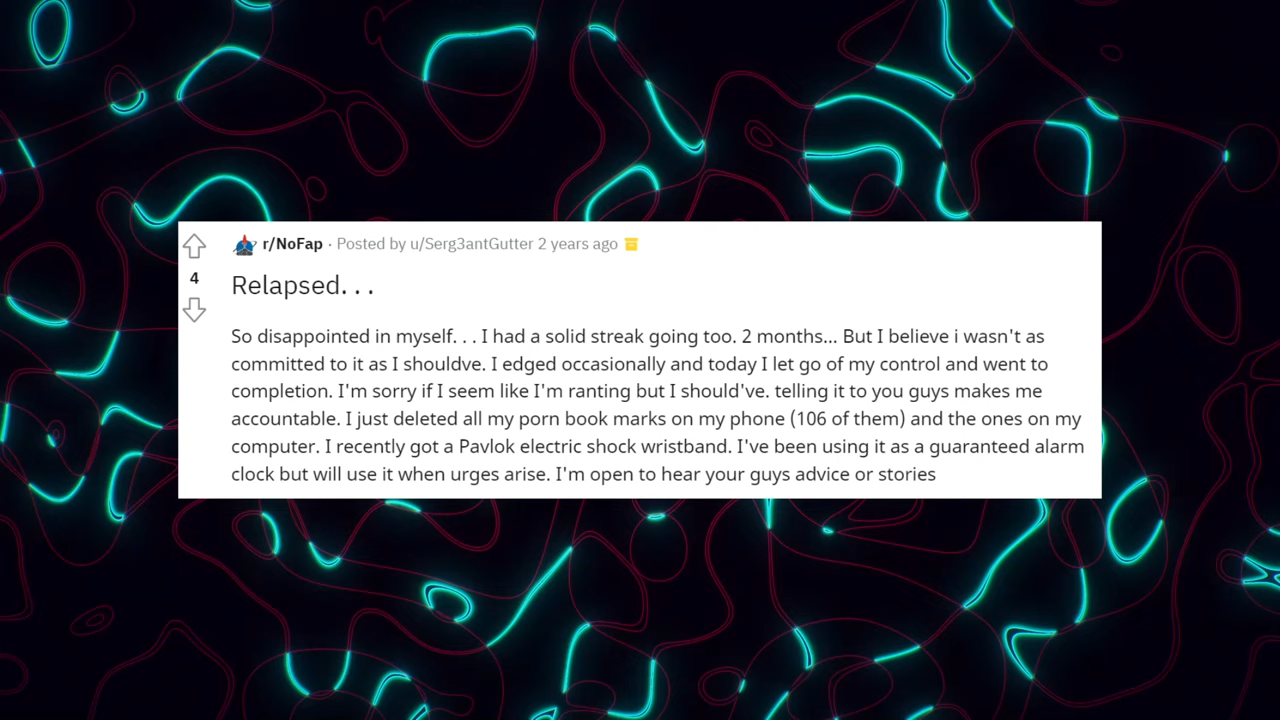 r/NoFap · Posted by u/Serg3antGutter 2 years ago
4
Relapsed. . .
So disappointed in myself. . . I had a solid streak going too. 2 months... But I believe i wasn't as
committed to it as I shouldve. I edged occasionally and today I let go of my control and went to
completion. I'm sorry if I seem like I'm ranting but I should've. telling it to you guys makes me
accountable. I just deleted all my porn book marks on my phone (106 of them) and the ones on my
computer. I recently got a Pavlok electric shock wristband. I've been using it as a guaranteed alarm
clock but will use it when urges arise. I'm open to hear your guys advice or stories